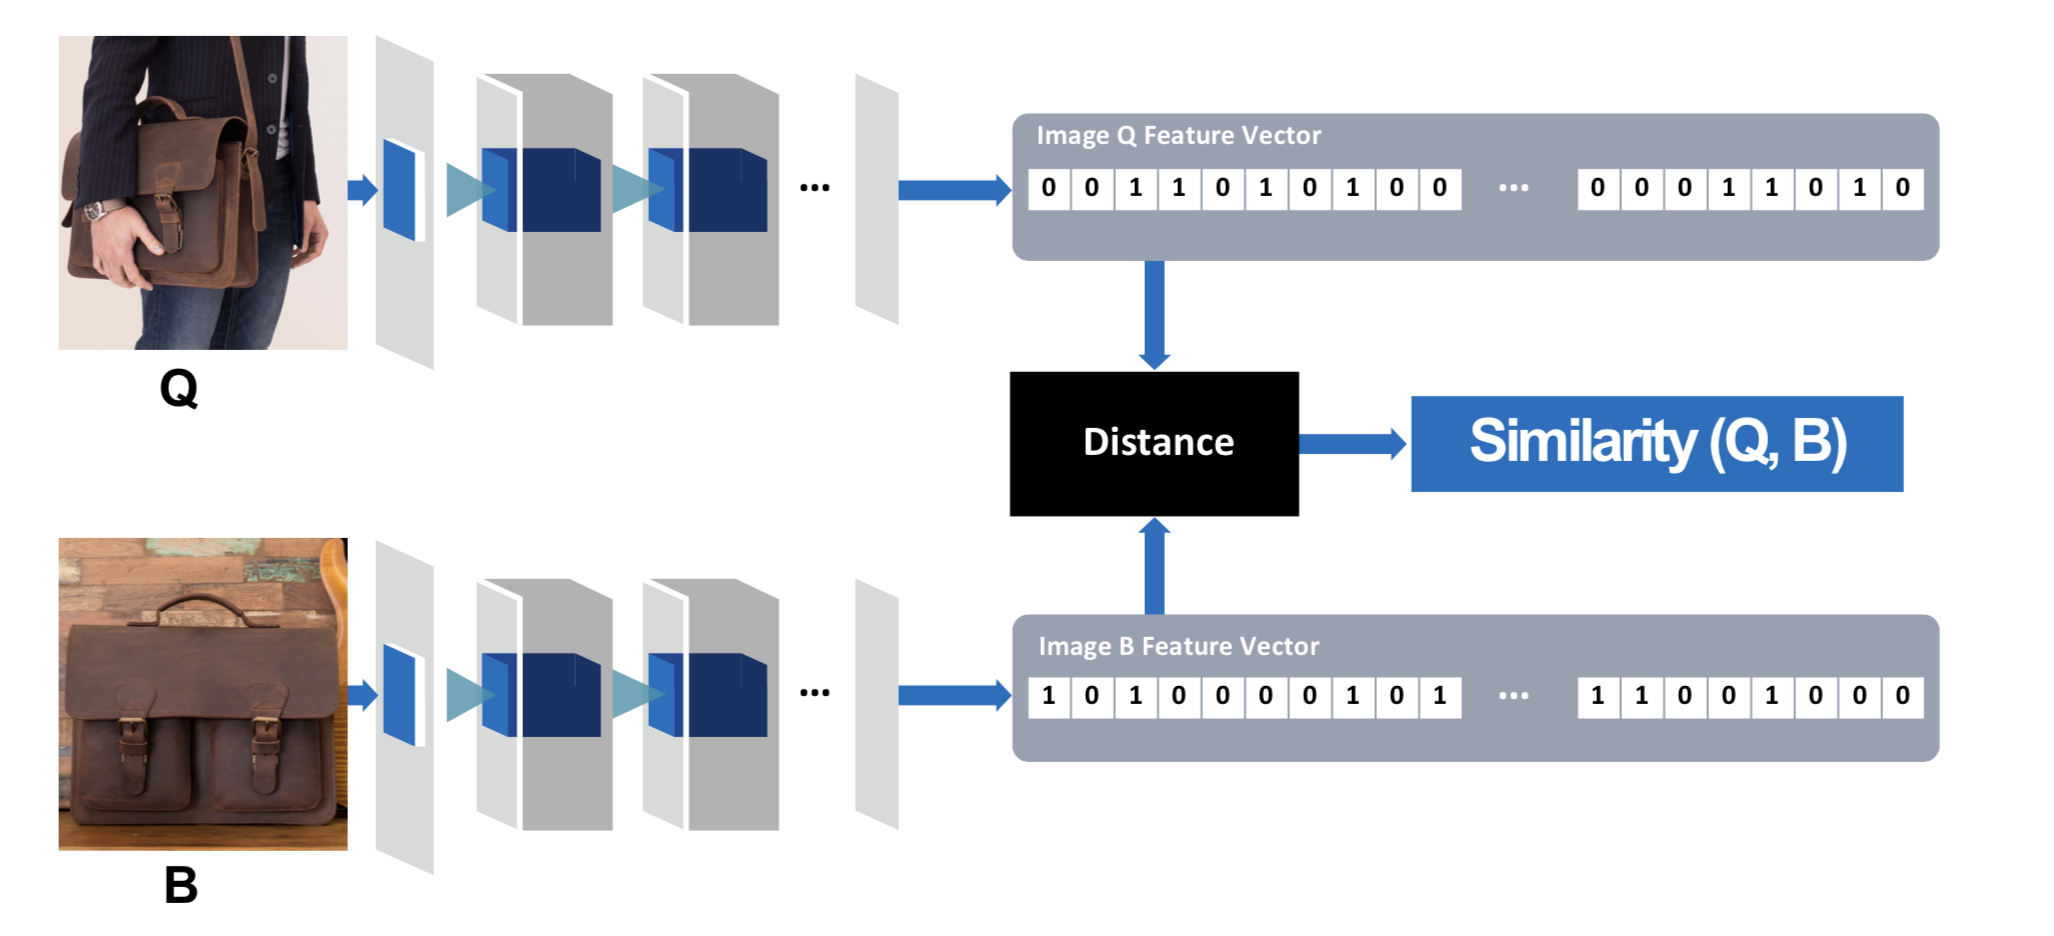 Image Q Feature Vector
0 0 1 1 0 1 0 1 0 0 ... 0 0 0 1 1 0 1 0
...
Q
Distance
Similarity (Q, B)
Image B Feature Vector
1 0 1 0 0 0 0 1 0 1 ... 1 1 0 0 1 0 0 0
...
B